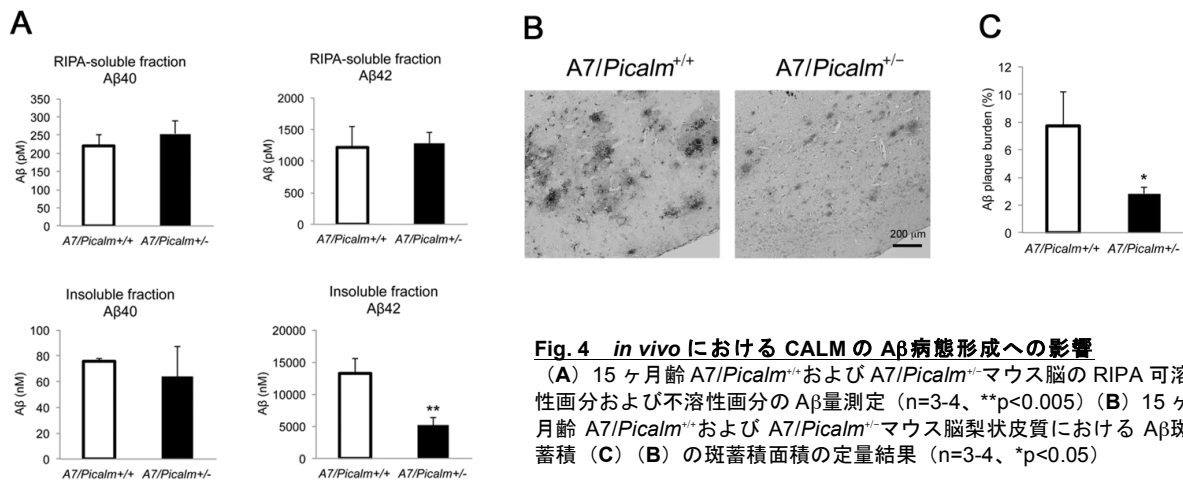 A
RIPA-soluble fraction
Aβ40
Aβ (pM)
350
300
250
200
150
100
50
0
A7/Picalm+/+
A7/Picalm+/-
RIPA-soluble fraction
Aβ42
Aβ (pM)
2000
1500
1000
500
0
A7/Picalm+/+
A7/Picalm+/-
Insoluble fraction
Aβ40
Aβ (nM)
100
80
60
40
20
0
A7/Picalm+/+
A7/Picalm+/-
Insoluble fraction
Aβ42
Aβ (nM)
20000
15000
10000
5000
0
**
A7/Picalm+/+
A7/Picalm+/-
B
A7/Picalm+/+
A7/Picalm+/−
200 μm
C
Aβ plaque burden (%)
12
10
8
6
4
2
0
*
A7/Picalm+/+
A7/Picalm+/-
Fig. 4 in vivo における CALM の Aβ病態形成への影響
（A）15 ヶ月齢 A7/Picalm+/+および A7/Picalm+/−マウス脳の RIPA 可溶
性画分および不溶性画分の Aβ量測定（n=3-4、**p<0.005）（B）15 ヶ
月齢 A7/Picalm+/+および A7/Picalm+/−マウス脳梨状皮質における Aβ斑
蓄積（C）（B）の斑蓄積面積の定量結果（n=3-4、*p<0.05）